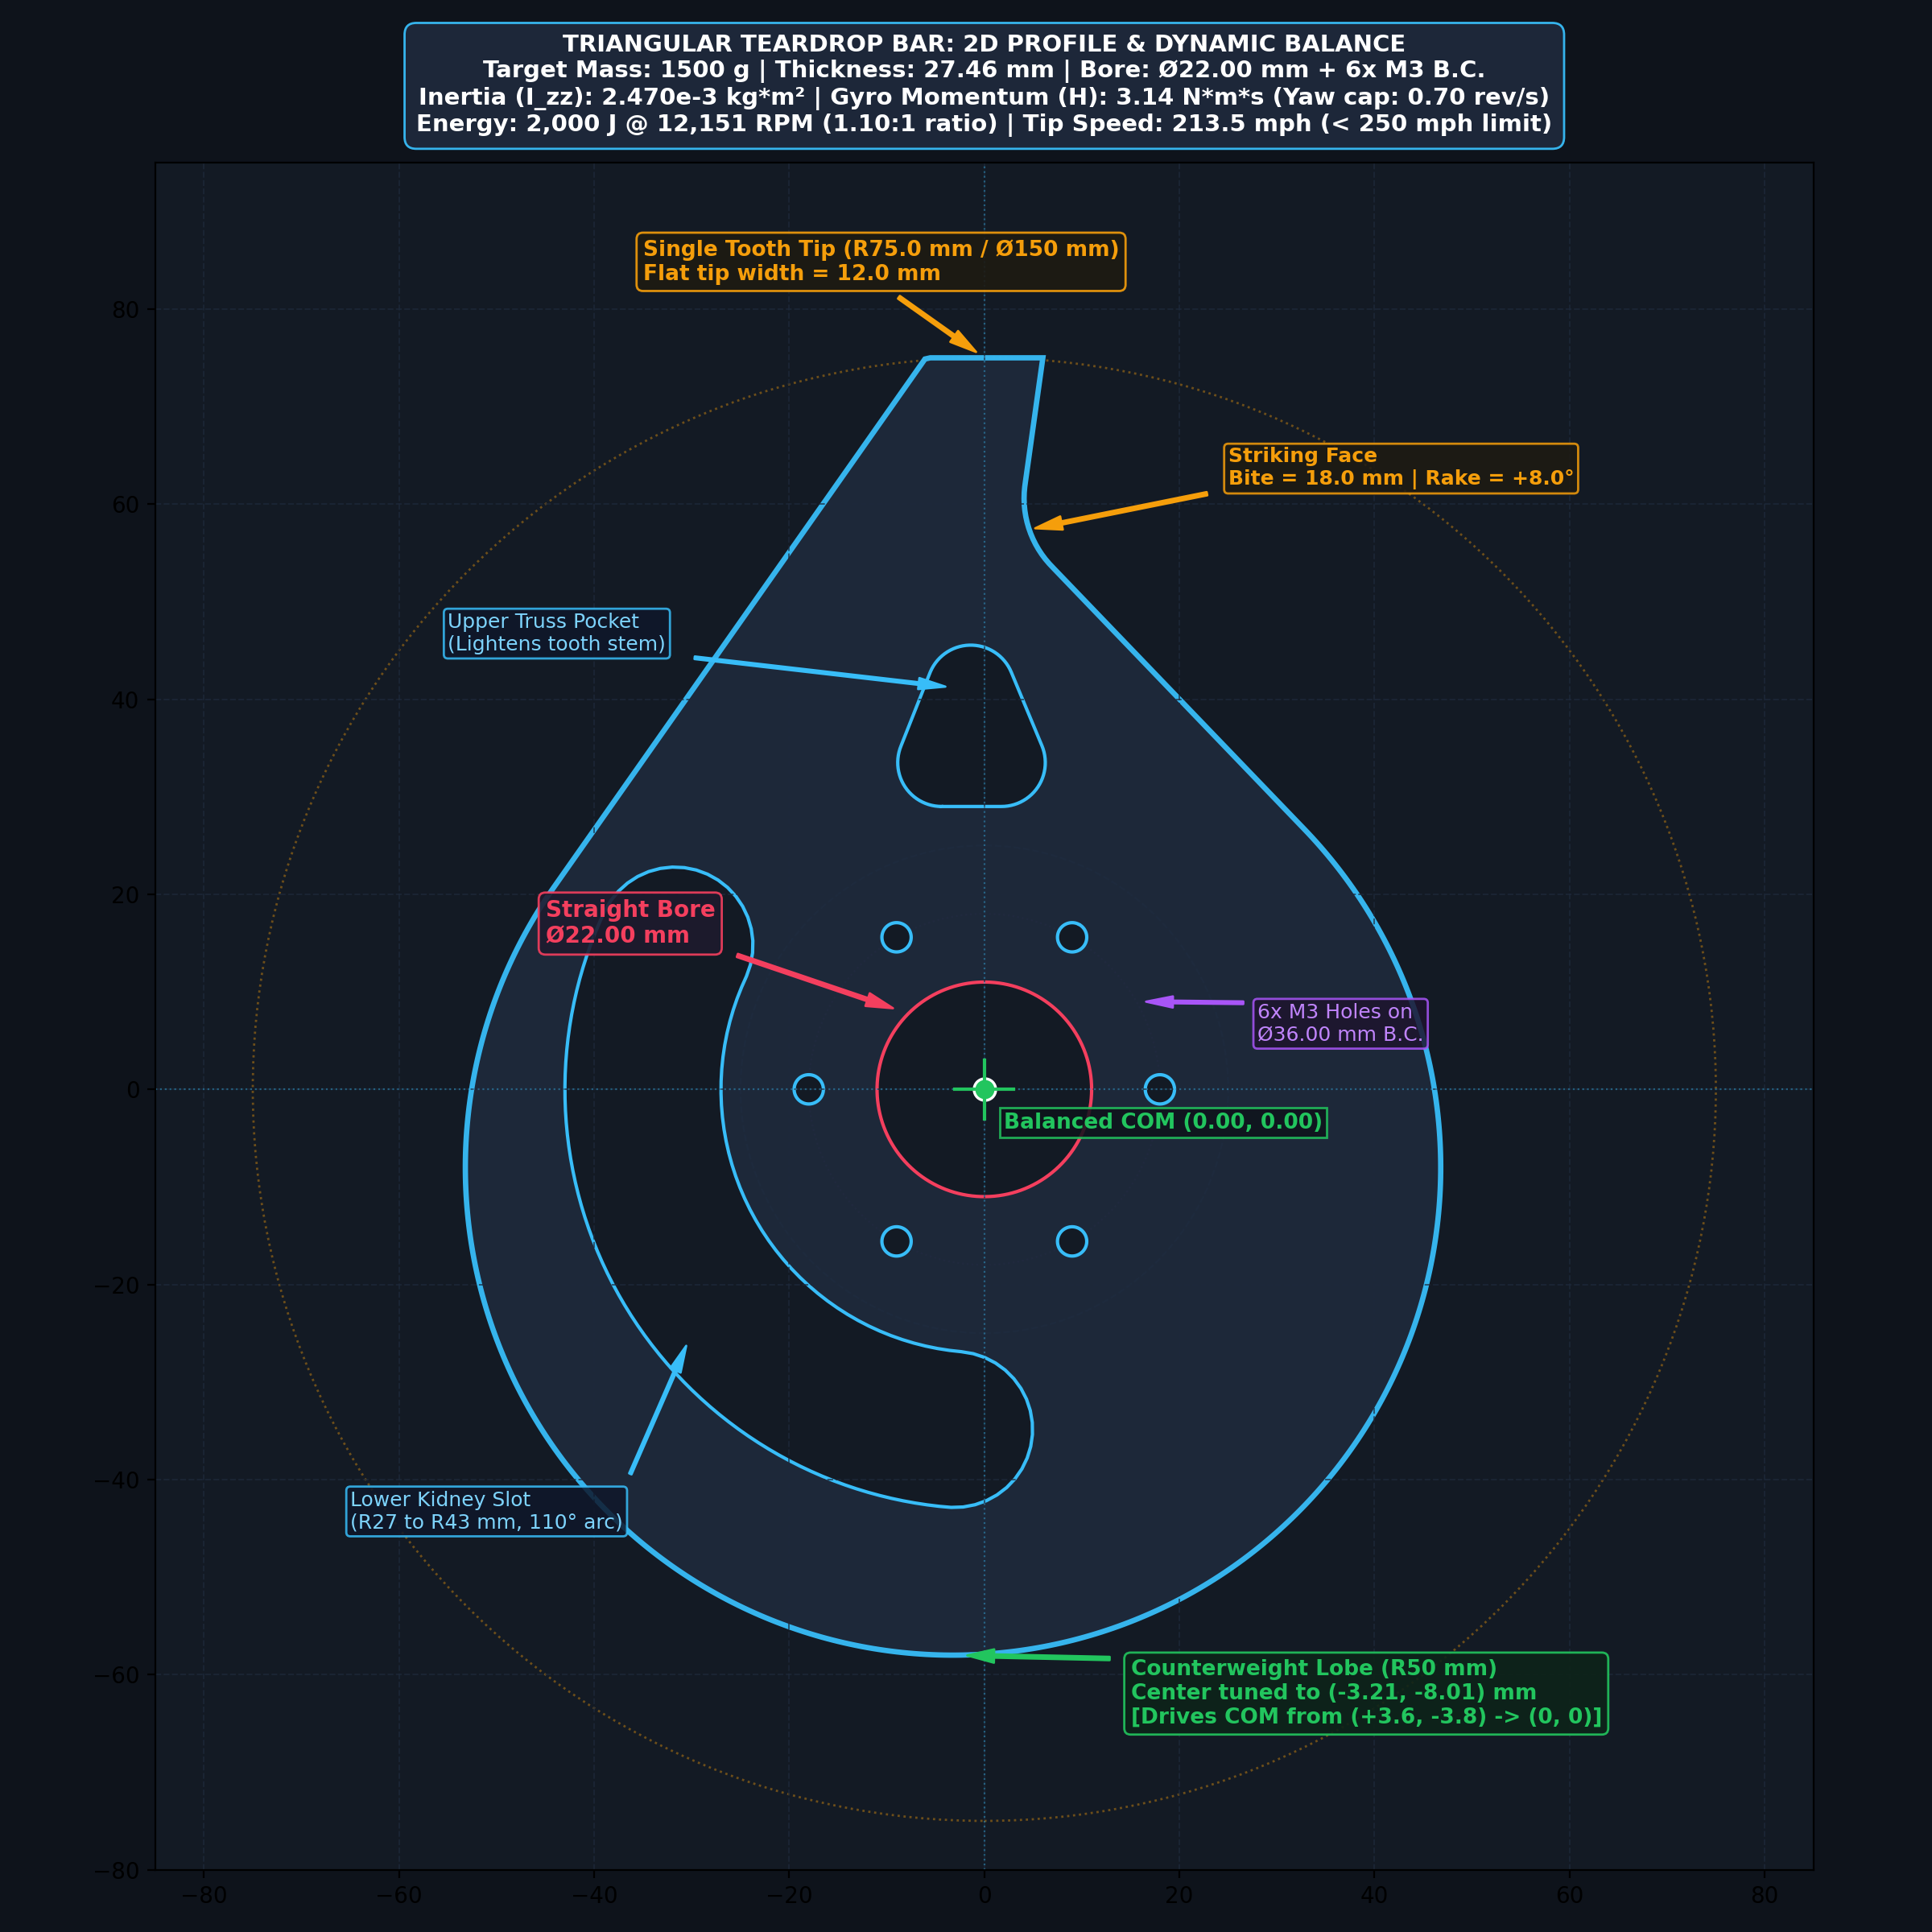 TRIANGULAR TEARDROP BAR: 2D PROFILE & DYNAMIC BALANCE
Target Mass: 1500 g | Thickness: 27.46 mm | Bore: Ø22.00 mm + 6x M3 B.C.
Inertia (I_zz): 2.470e-3 kg*m² | Gyro Momentum (H): 3.14 N*m*s (Yaw cap: 0.70 rev/s)
Energy: 2,000 J @ 12,151 RPM (1.10:1 ratio) | Tip Speed: 213.5 mph (< 250 mph limit)
Single Tooth Tip (R75.0 mm / Ø150 mm)
Flat tip width = 12.0 mm
Striking Face
Bite = 18.0 mm | Rake = +8.0°
Upper Truss Pocket
(Lightens tooth stem)
Straight Bore
Ø22.00 mm
6x M3 Holes on
Ø36.00 mm B.C.
Balanced COM (0.00, 0.00)
Lower Kidney Slot
(R27 to R43 mm, 110° arc)
Counterweight Lobe (R50 mm)
Center tuned to (-3.21, -8.01) mm
[Drives COM from (+3.6, -3.8) -> (0, 0)]
80
60
40
20
0
−20
−40
−60
−80
−80
−60
−40
−20
0
20
40
60
80